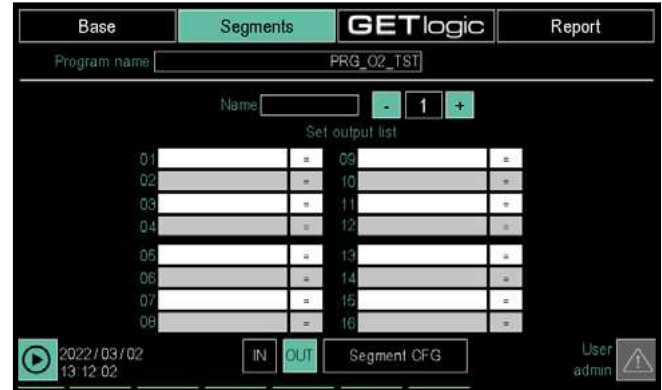 Base Segments GETlogic Report
Program name PRG_02_TST
Name - 1 +
Set output list
01 = 09 =
02 = 10 =
03 = 11 =
04 = 12 =
05 = 13 =
06 = 14 =
07 = 15 =
08 = 16 =
2022/03/02 IN OUT Segment CFG User
13:12:02 admin